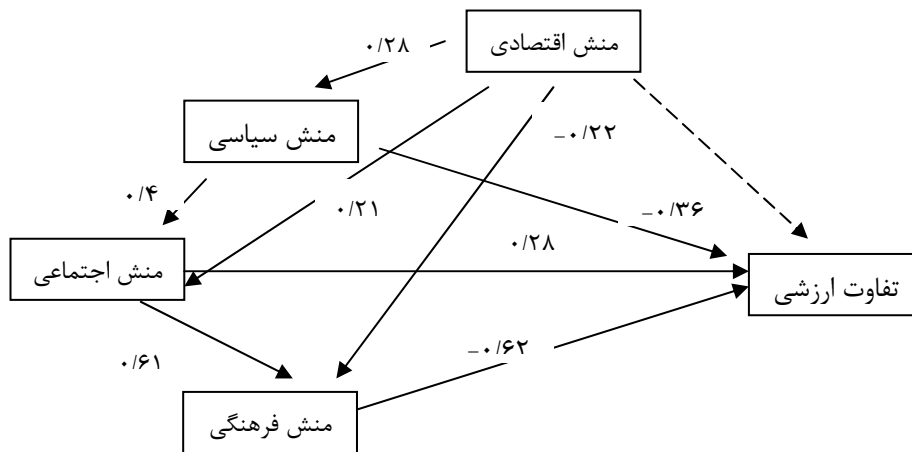 منش اقتصادی
۰/۲۸
منش سیاسی
–۰/۲۲
۰/۴
۰/۲۱
–۰/۳۶
۰/۲۸
منش اجتماعی
تفاوت ارزشی
۰/۶۱
–۰/۶۲
منش فرهنگی